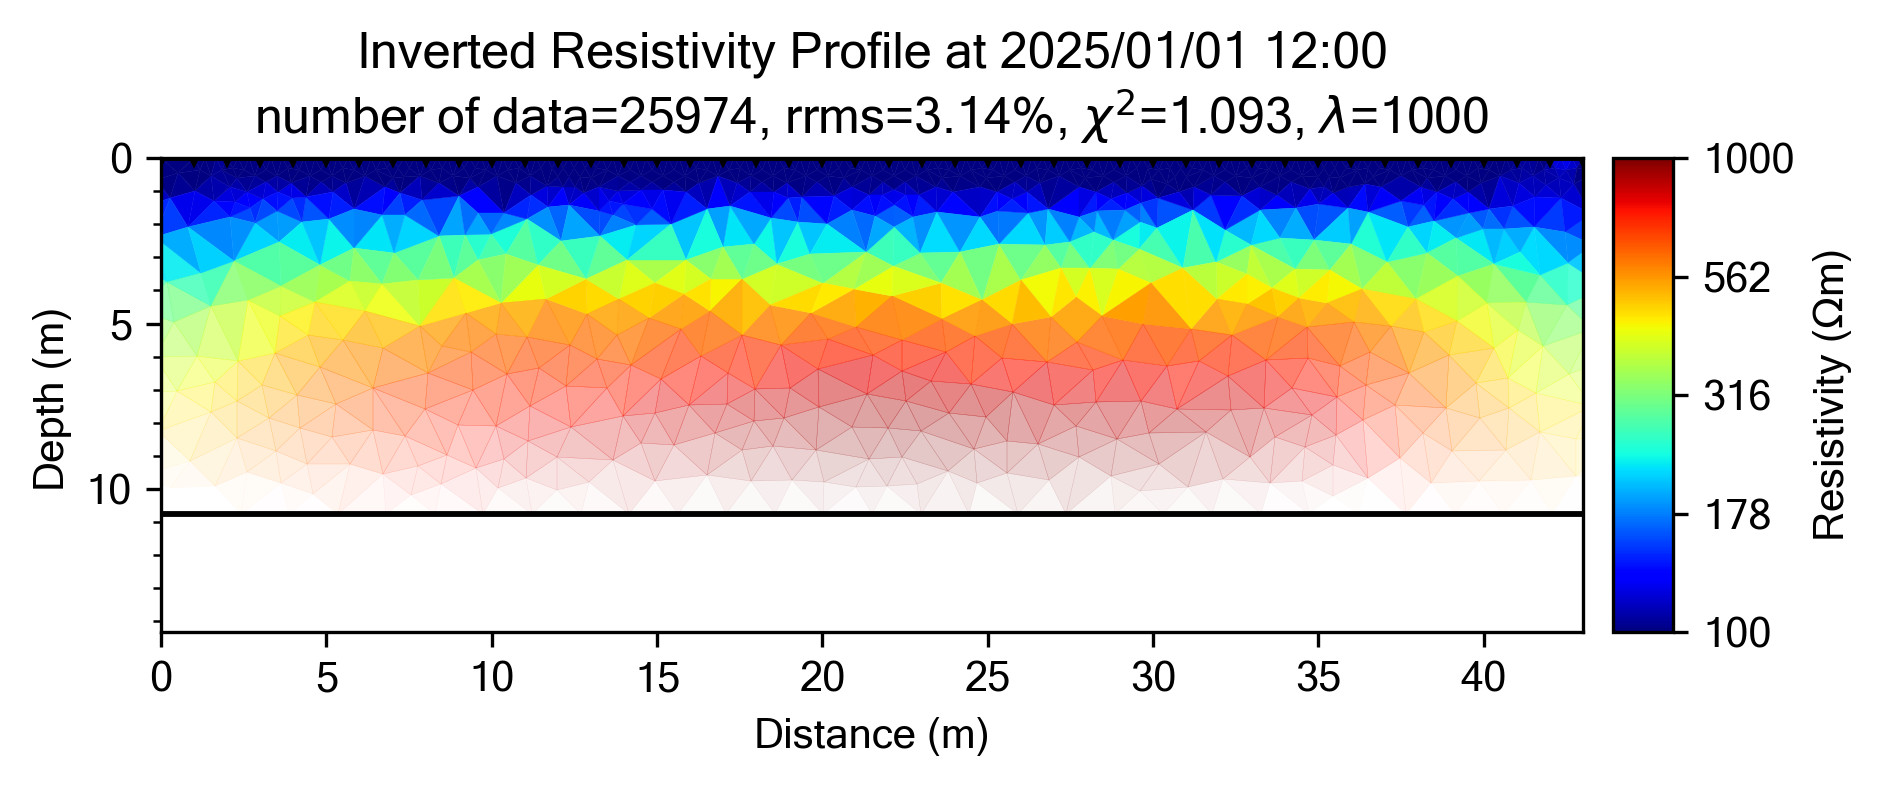 Inverted Resistivity Profile at 2025/01/01 12:00
number of data=25974, rrms=3.14%, χ²=1.093, λ=1000
0
5
10
Depth (m)
0 5 10 15 20 25 30 35 40
Distance (m)
1000
562
316
178
100
Resistivity (Ωm)